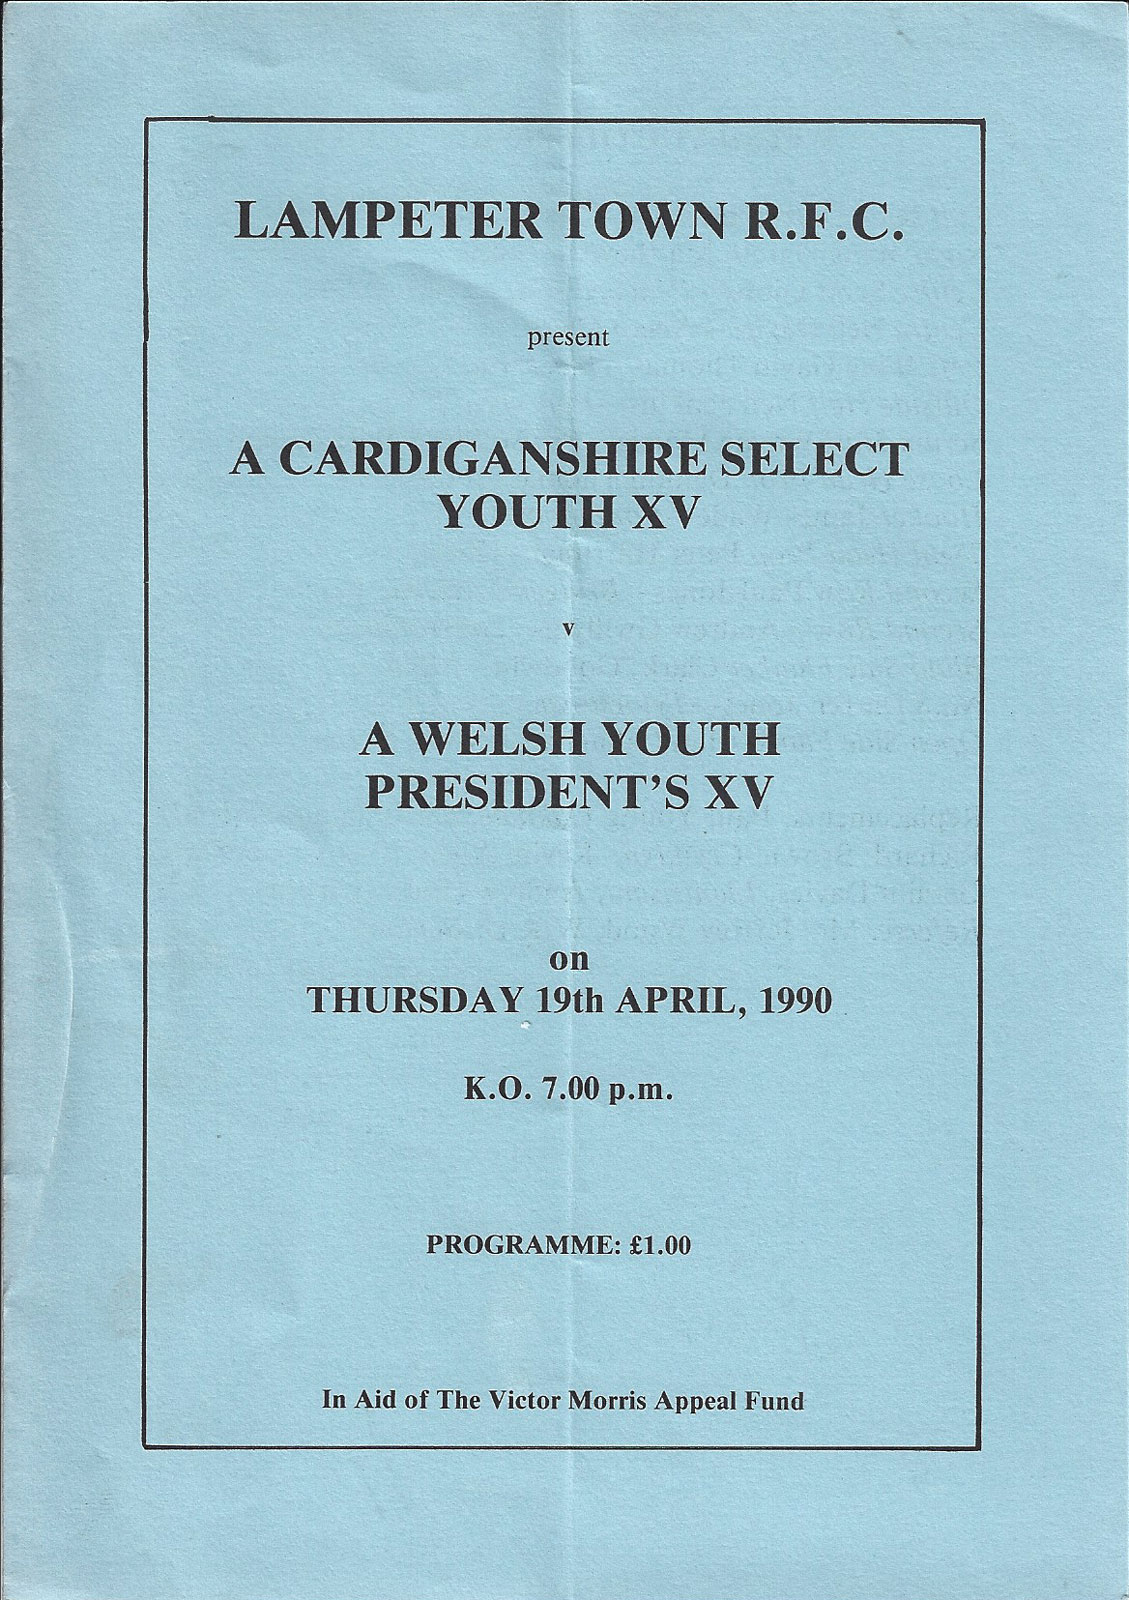 LAMPETER TOWN R.F.C.
present
A CARDIGANSHIRE SELECT
YOUTH XV
v
A WELSH YOUTH
PRESIDENT'S XV
on
THURSDAY 19th APRIL, 1990
K.O. 7.00 p.m.
PROGRAMME: £1.00
In Aid of The Victor Morris Appeal Fund